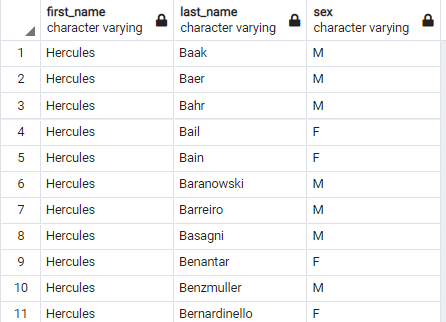 first_name last_name sex
character varying character varying character varying
1 Hercules Baak M
2 Hercules Baer M
3 Hercules Bahr M
4 Hercules Bail F
5 Hercules Bain F
6 Hercules Baranowski M
7 Hercules Barreiro M
8 Hercules Basagni M
9 Hercules Benantar F
10 Hercules Benzmuller M
11 Hercules Bernardinello F